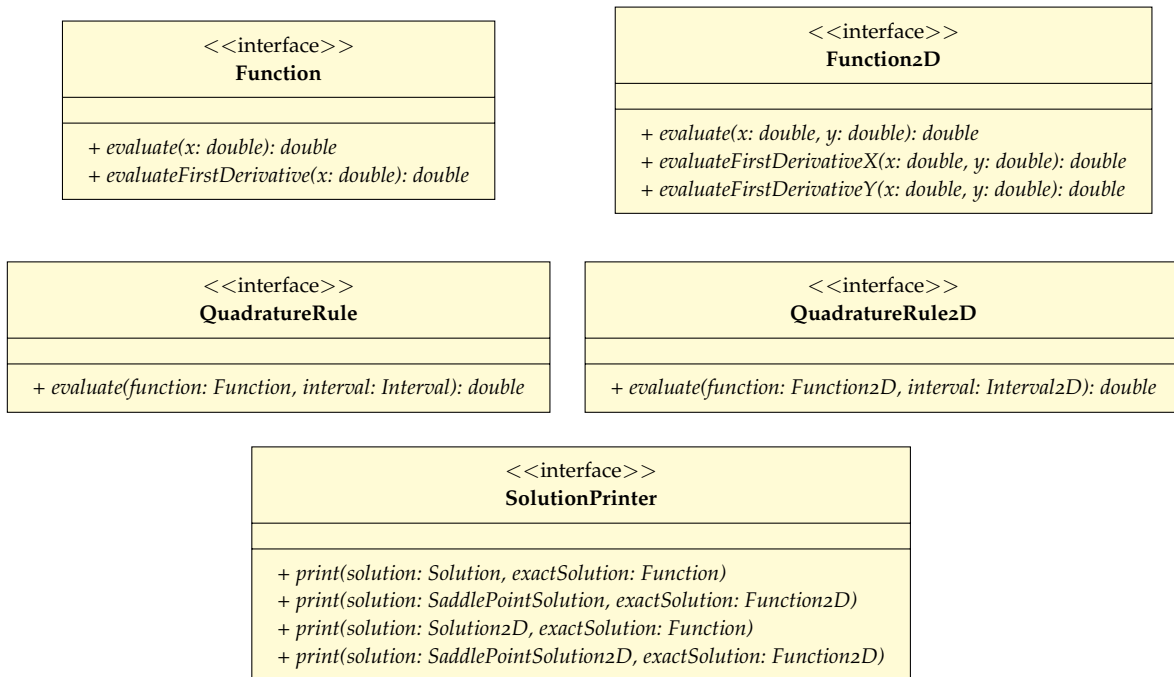 <<interface>>
Function
+ evaluate(x: double): double
+ evaluateFirstDerivative(x: double): double
<<interface>>
Function2D
+ evaluate(x: double, y: double): double
+ evaluateFirstDerivativeX(x: double, y: double): double
+ evaluateFirstDerivativeY(x: double, y: double): double
<<interface>>
QuadratureRule
+ evaluate(function: Function, interval: Interval): double
<<interface>>
QuadratureRule2D
+ evaluate(function: Function2D, interval: Interval2D): double
<<interface>>
SolutionPrinter
+ print(solution: Solution, exactSolution: Function)
+ print(solution: SaddlePointSolution, exactSolution: Function2D)
+ print(solution: Solution2D, exactSolution: Function)
+ print(solution: SaddlePointSolution2D, exactSolution: Function2D)